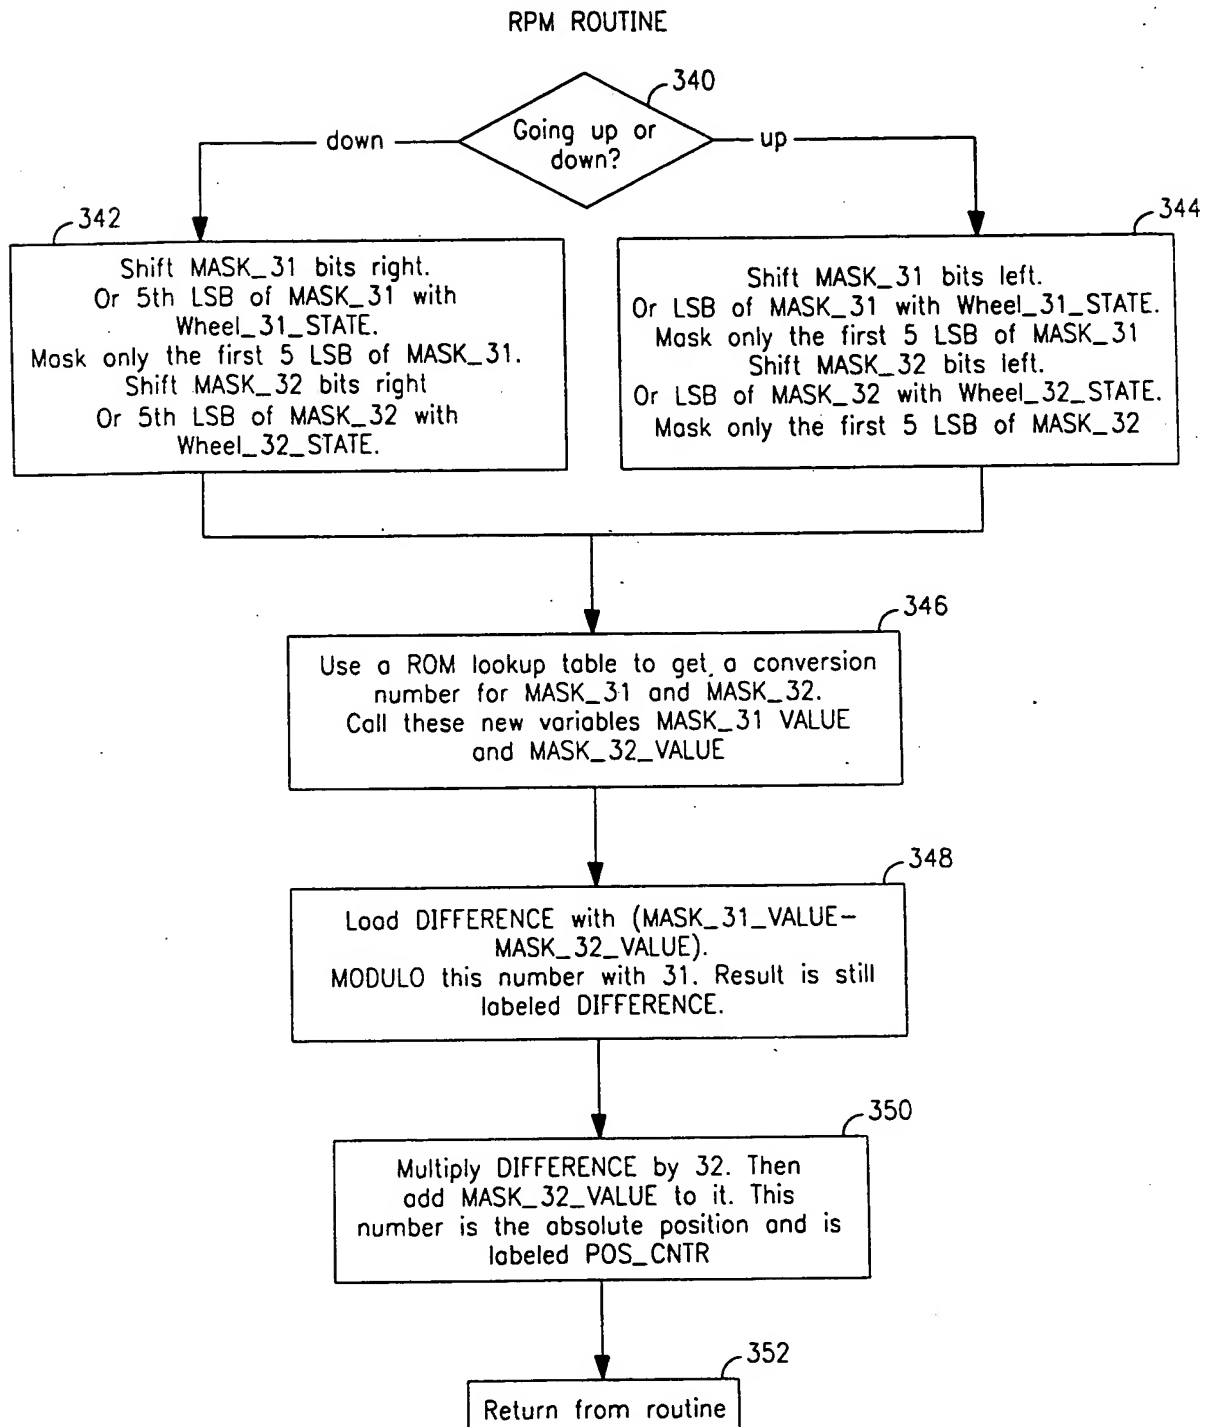 RPM ROUTINE
340
Going up or
down?
down
up
342
Shift MASK_31 bits right.
Or 5th LSB of MASK_31 with
Wheel_31_STATE.
Mask only the first 5 LSB of MASK_31.
Shift MASK_32 bits right
Or 5th LSB of MASK_32 with
Wheel_32_STATE.
344
Shift MASK_31 bits left.
Or LSB of MASK_31 with Wheel_31_STATE.
Mask only the first 5 LSB of MASK_31
Shift MASK_32 bits left.
Or LSB of MASK_32 with Wheel_32_STATE.
Mask only the first 5 LSB of MASK_32
346
Use a ROM lookup table to get a conversion
number for MASK_31 and MASK_32.
Call these new variables MASK_31 VALUE
and MASK_32_VALUE
348
Load DIFFERENCE with (MASK_31_VALUE-
MASK_32_VALUE).
MODULO this number with 31. Result is still
labeled DIFFERENCE.
350
Multiply DIFFERENCE by 32. Then
add MASK_32_VALUE to it. This
number is the absolute position and is
labeled POS_CNTR
352
Return from routine